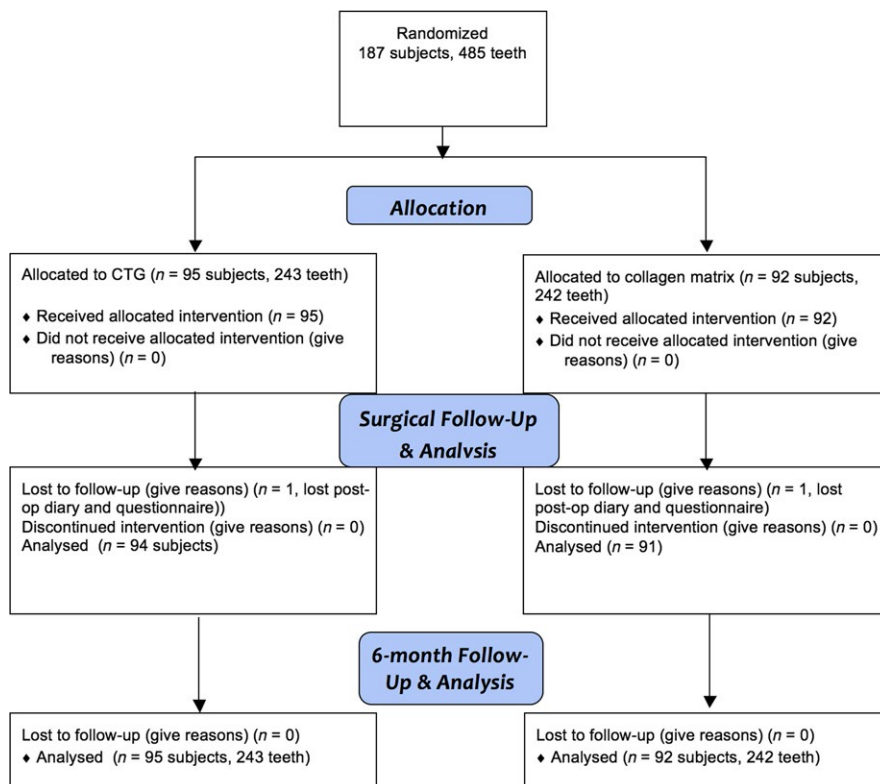 Randomized
187 subjects, 485 teeth
Allocation
Allocated to CTG (n = 95 subjects, 243 teeth)
♦ Received allocated intervention (n = 95)
♦ Did not receive allocated intervention (give
reasons) (n = 0)
Allocated to collagen matrix (n = 92 subjects,
242 teeth)
♦ Received allocated intervention (n = 92)
♦ Did not receive allocated intervention (give
reasons) (n = 0)
Surgical Follow-Up
& Analysis
Lost to follow-up (give reasons) (n = 1, lost post-
op diary and questionnaire))
Discontinued intervention (give reasons) (n = 0)
Analysed (n = 94 subjects)
Lost to follow-up (give reasons) (n = 1, lost
post-op diary and questionnaire)
Discontinued intervention (give reasons) (n = 0)
Analysed (n = 91)
6-month Follow-
Up & Analysis
Lost to follow-up (give reasons) (n = 0)
♦ Analysed (n = 95 subjects, 243 teeth)
Lost to follow-up (give reasons) (n = 0)
♦ Analysed (n = 92 subjects, 242 teeth)